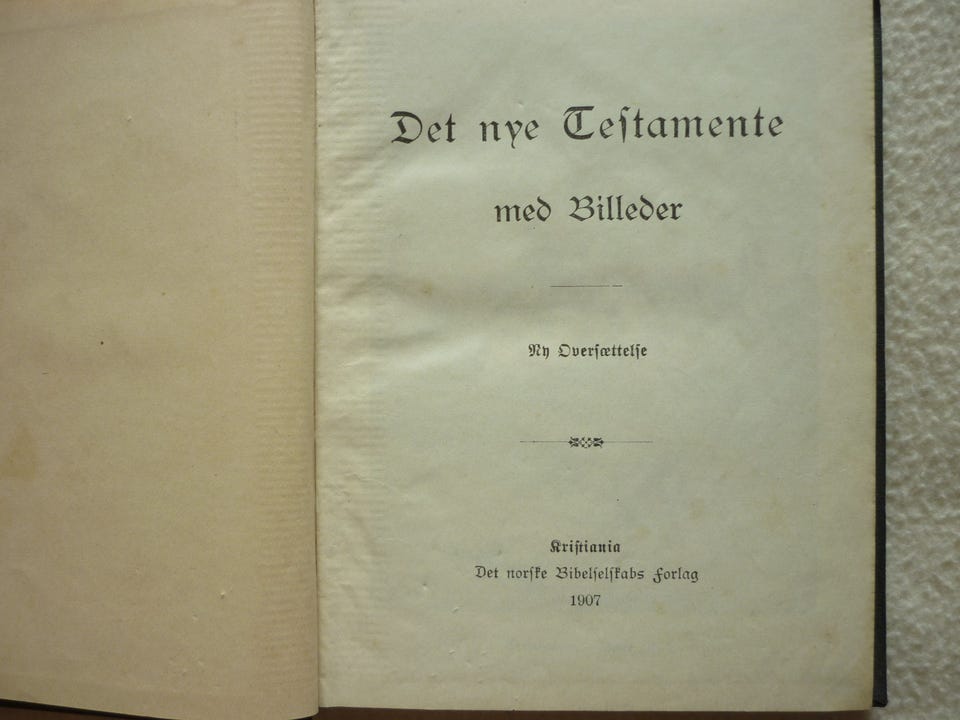 Det nye Teſtamente
med Billeder
Ny Overſættelſe
Kriſtiania
Det norſke Bibelſelſkabs Forlag
1907